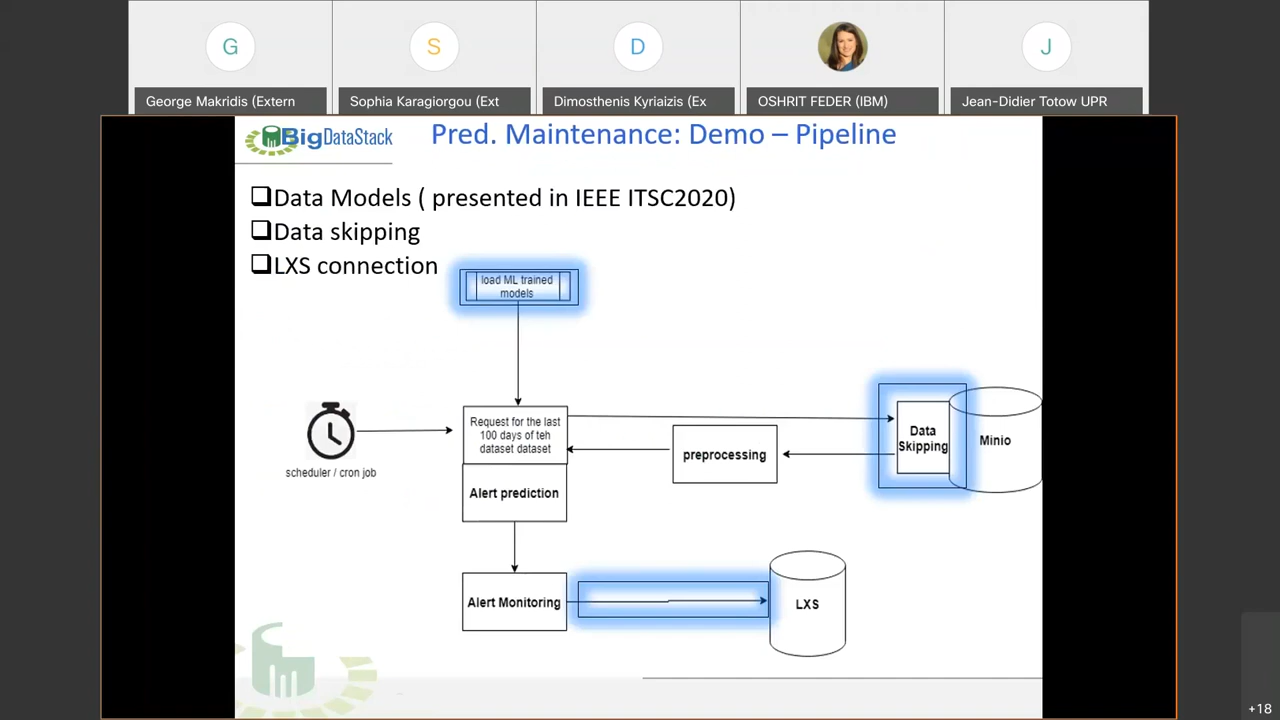 G
S
D
J
George Makridis (Extern
Sophia Karagiorgou (Ext
Dimosthenis Kyriaizis (Ex
OSHRIT FEDER (IBM)
Jean-Didier Totow UPR
BigDataStack
Pred. Maintenance: Demo – Pipeline
Data Models ( presented in IEEE ITSC2020)
Data skipping
LXS connection
load ML trained
models
Request for the last
100 days of teh
dataset dataset
scheduler / cron job
preprocessing
Data
Skipping
Minio
Alert prediction
Alert Monitoring
LXS
+18